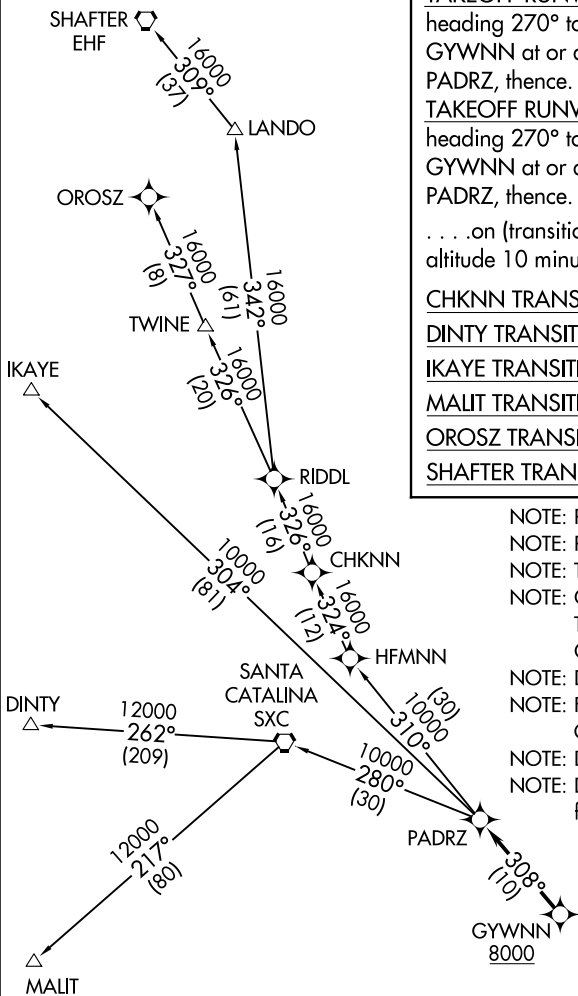 SHAFTER
EHF
16000
309°
(37)
LANDO
OROSZ
16000
327°
(8)
16000
342°
(61)
TWINE
16000
326°
(20)
IKAYE
RIDDL
16000
326°
(16)
CHKNN
10000
304°
(81)
16000
324°
(12)
HFMNN
SANTA
CATALINA
SXC
(30)
10000
310°
DINTY
12000
262°
(209)
10000
280°
(30)
PADRZ
12000
217°
(80)
308°
(10)
GYWNN
8000
MALIT
heading 270° to
GYWNN at or
PADRZ, thence.
TAKEOFF RUNW
heading 270° to
GYWNN at or
PADRZ, thence.
. . . .on (transitio
altitude 10 minu
CHKNN TRANS
DINTY TRANSIT
IKAYE TRANSIT
MALIT TRANSIT
OROSZ TRANS
SHAFTER TRAN
NOTE:
NOTE:
NOTE:
NOTE:
NOTE:
NOTE:
NOTE:
NOTE: